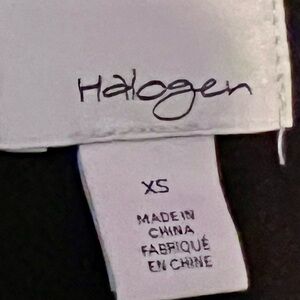 Halogen
XS
MADE IN
CHINA
FABRIQUÉ
EN CHINE